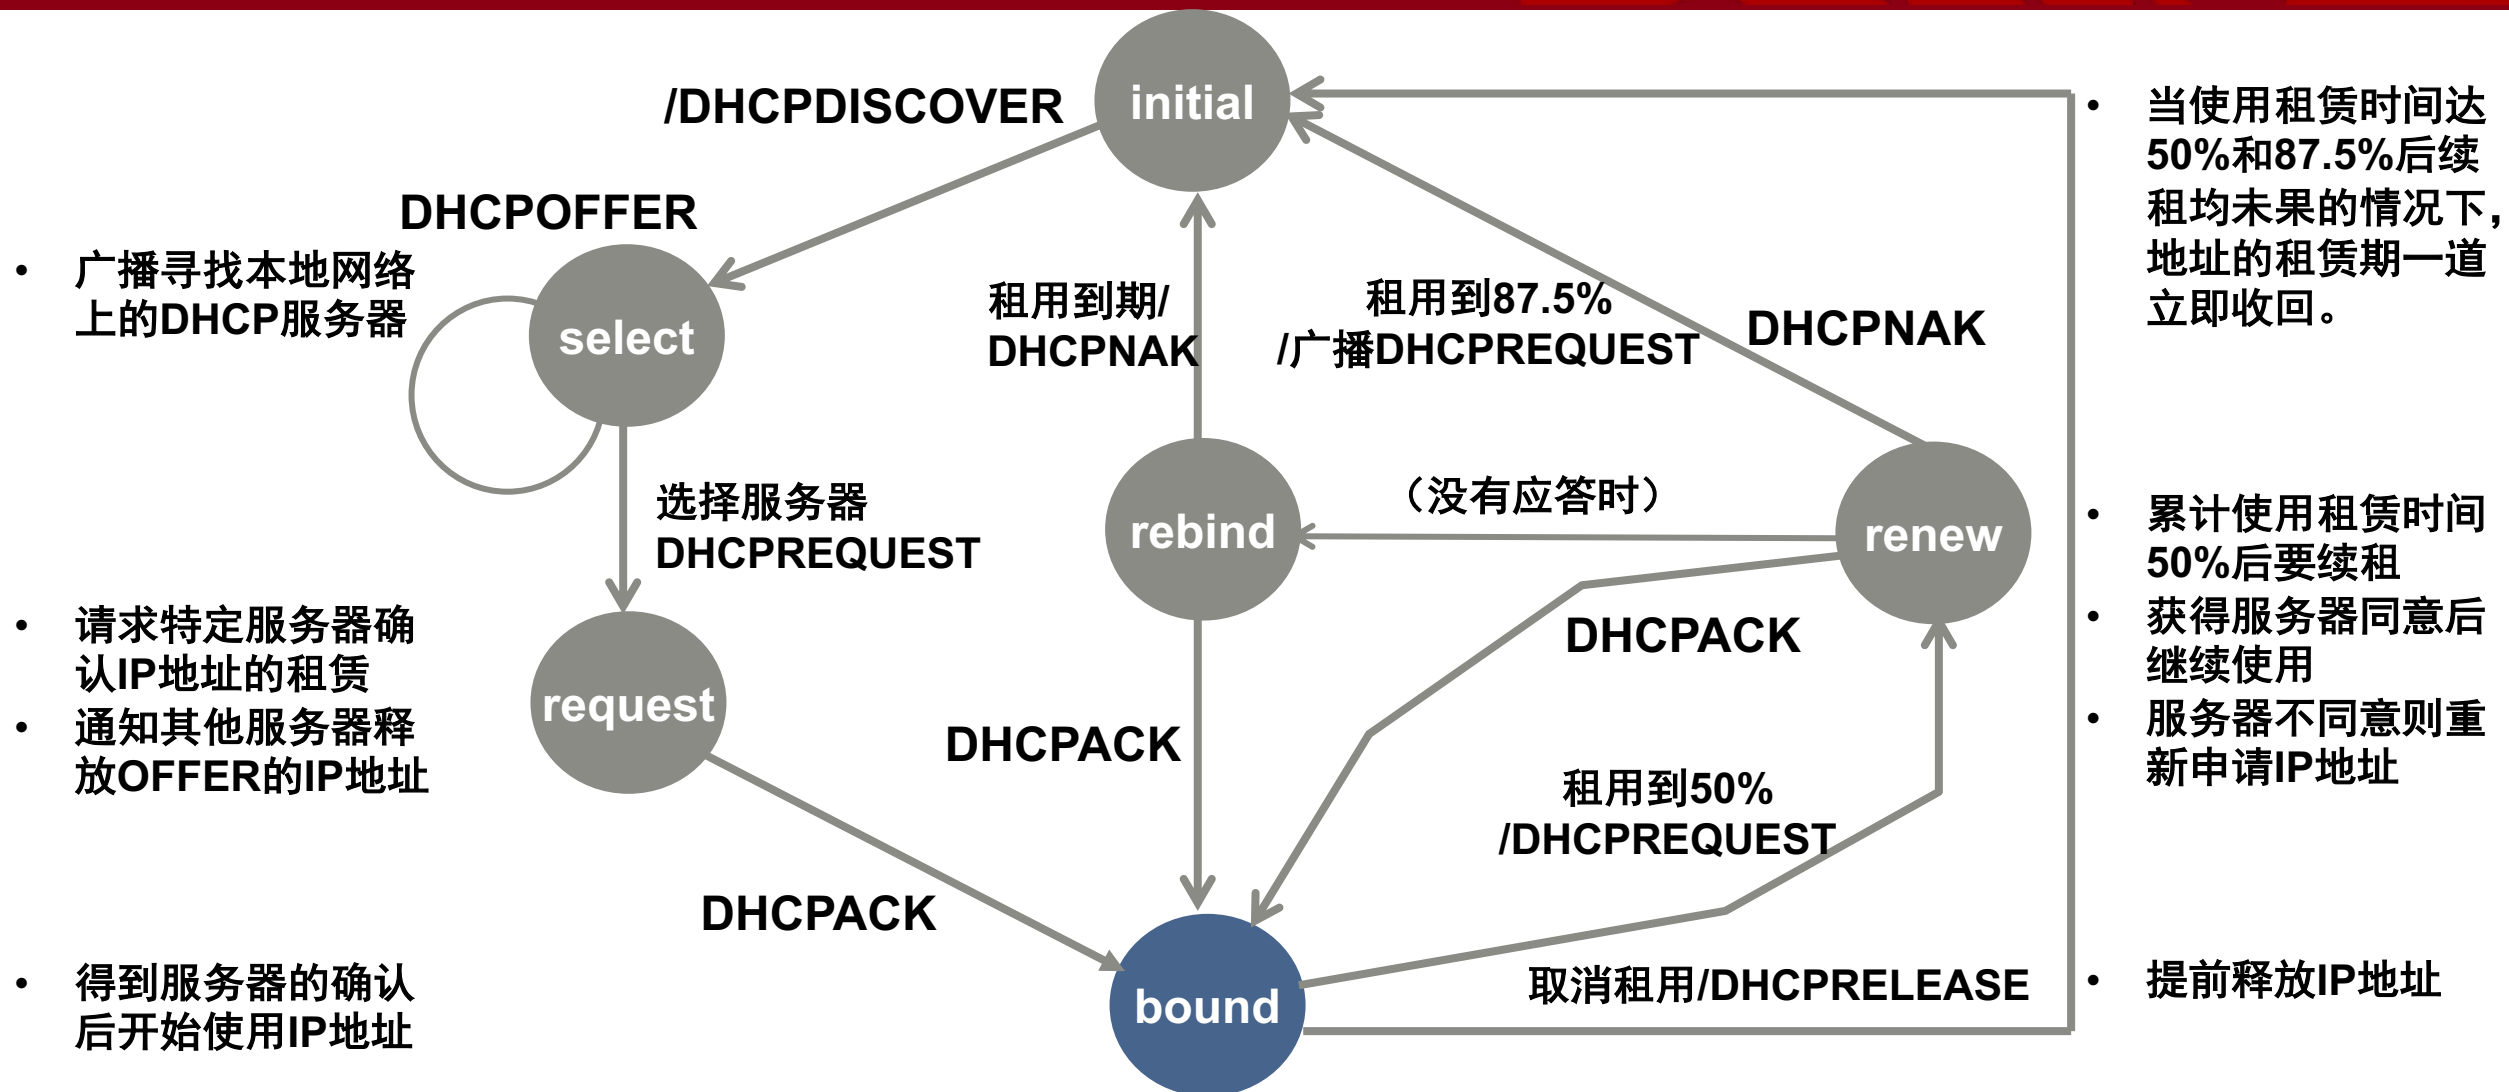 initial
/DHCPDISCOVER
DHCPOFFER
• 广播寻找本地网络
上的DHCP服务器
select
租用到期/
DHCPNAK
租用到87.5%
/广播DHCPREQUEST
DHCPNAK
• 当使用租赁时间达
50%和87.5%后续
租均未果的情况下,
地址的租赁期一道
立即收回。
选择服务器
DHCPREQUEST
rebind
（没有应答时）
renew
• 累计使用租赁时间
50%后要续租
• 获得服务器同意后
继续使用
• 服务器不同意则重
新申请IP地址
• 请求特定服务器确
认IP地址的租赁
• 通知其他服务器释
放OFFER的IP地址
request
DHCPACK
DHCPACK
租用到50%
/DHCPREQUEST
DHCPACK
• 得到服务器的确认
后开始使用IP地址
bound
取消租用/DHCPRELEASE
• 提前释放IP地址